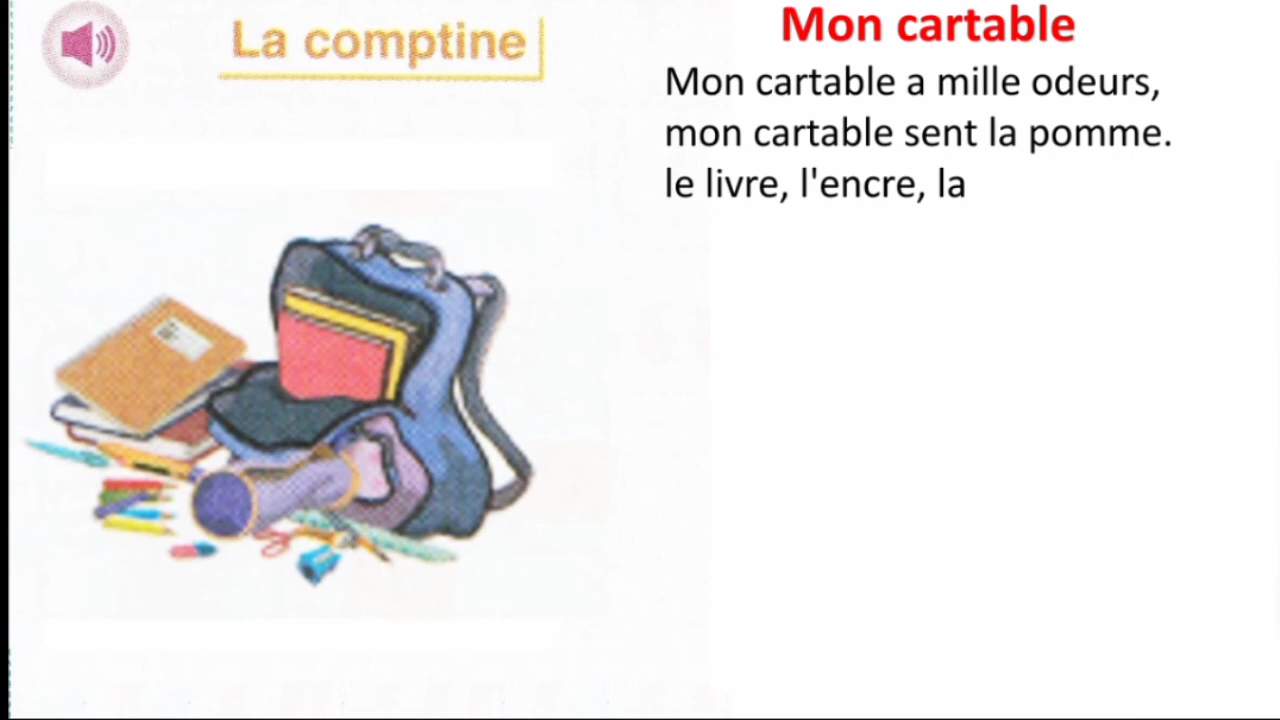 La comptine
Mon cartable
Mon cartable a mille odeurs,
mon cartable sent la pomme.
le livre, l'encre, la